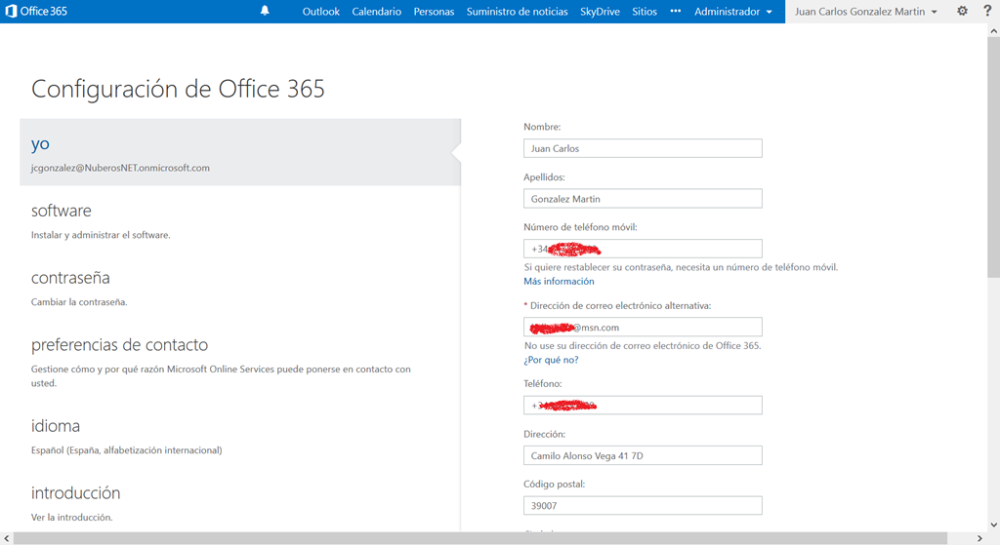 Office 365
Outlook Calendario Personas Suministro de noticias SkyDrive Sitios ••• Administrador Juan Carlos Gonzalez Martin ?
Configuración de Office 365
yo
jcgonzalez@NuberosNET.onmicrosoft.com
software
Instalar y administrar el software.
contraseña
Cambiar la contraseña.
preferencias de contacto
Gestione cómo y por qué razón Microsoft Online Services puede ponerse en contacto con
usted.
idioma
Español (España, alfabetización internacional)
introducción
Ver la introducción.
Nombre:
Juan Carlos
Apellidos:
Gonzalez Martin
Número de teléfono móvil:
+34
Si quiere restablecer su contraseña, necesita un número de teléfono móvil.
Más información
* Dirección de correo electrónico alternativa:
@msn.com
No use su dirección de correo electrónico de Office 365.
¿Por qué no?
Teléfono:
+3
Dirección:
Camilo Alonso Vega 41 7D
Código postal:
39007